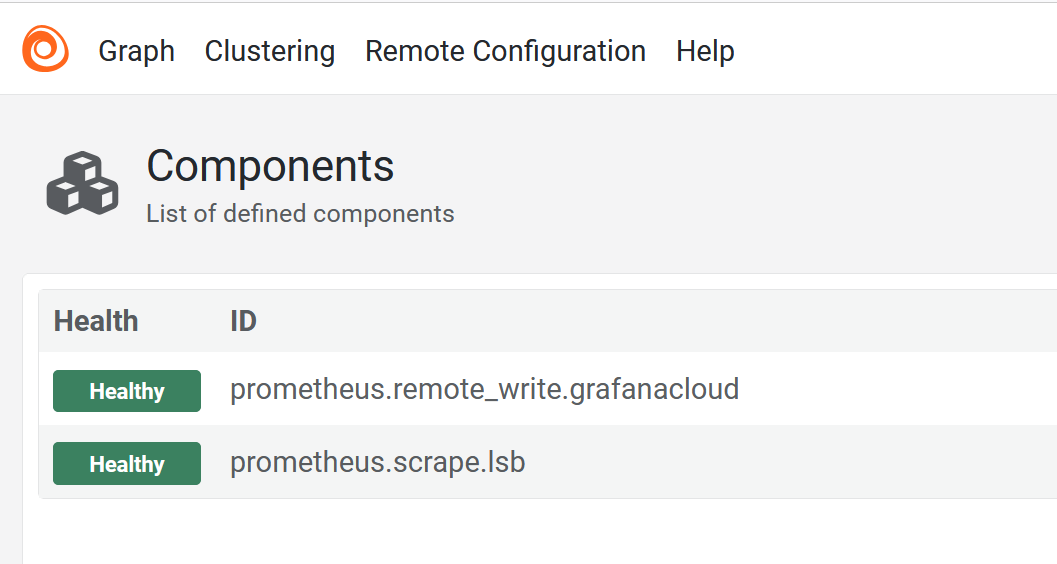 Graph Clustering Remote Configuration Help
Components
List of defined components
Health ID
Healthy prometheus.remote_write.grafanacloud
Healthy prometheus.scrape.lsb